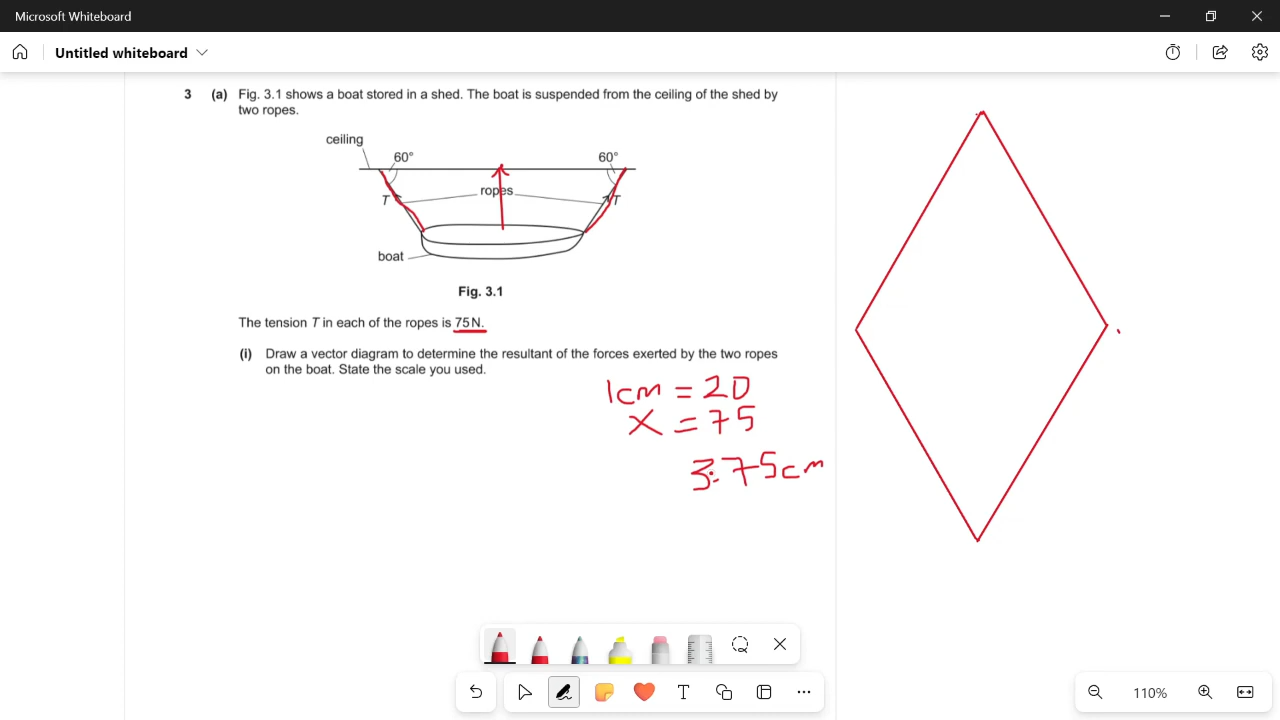 Microsoft Whiteboard
Untitled whiteboard
3 (a) Fig. 3.1 shows a boat stored in a shed. The boat is suspended from the ceiling of the shed by
two ropes.
ceiling
60° 60°
ropes
T T
boat
Fig. 3.1
The tension T in each of the ropes is 75N.
(i) Draw a vector diagram to determine the resultant of the forces exerted by the two ropes
on the boat. State the scale you used.
1cm = 20
x = 75
3.75cm
T
110%